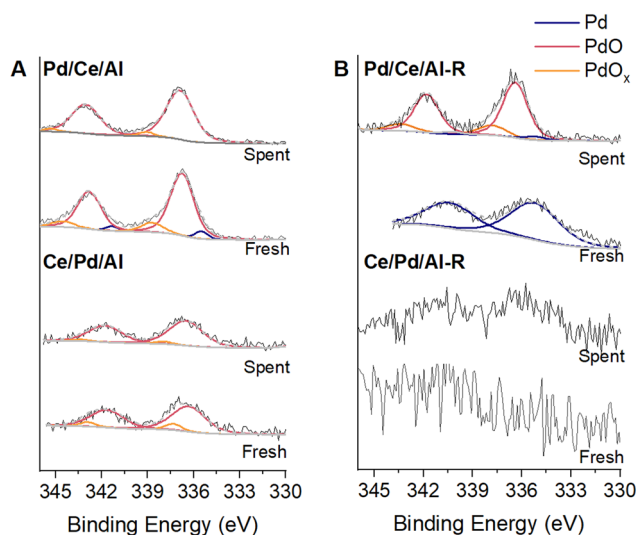 Pd
PdO
PdOₓ
A
Pd/Ce/Al
Spent
Fresh
Ce/Pd/Al
Spent
Fresh
345 342 339 336 333 330
Binding Energy (eV)
B
Pd/Ce/Al-R
Spent
Fresh
Ce/Pd/Al-R
Spent
Fresh
345 342 339 336 333 330
Binding Energy (eV)